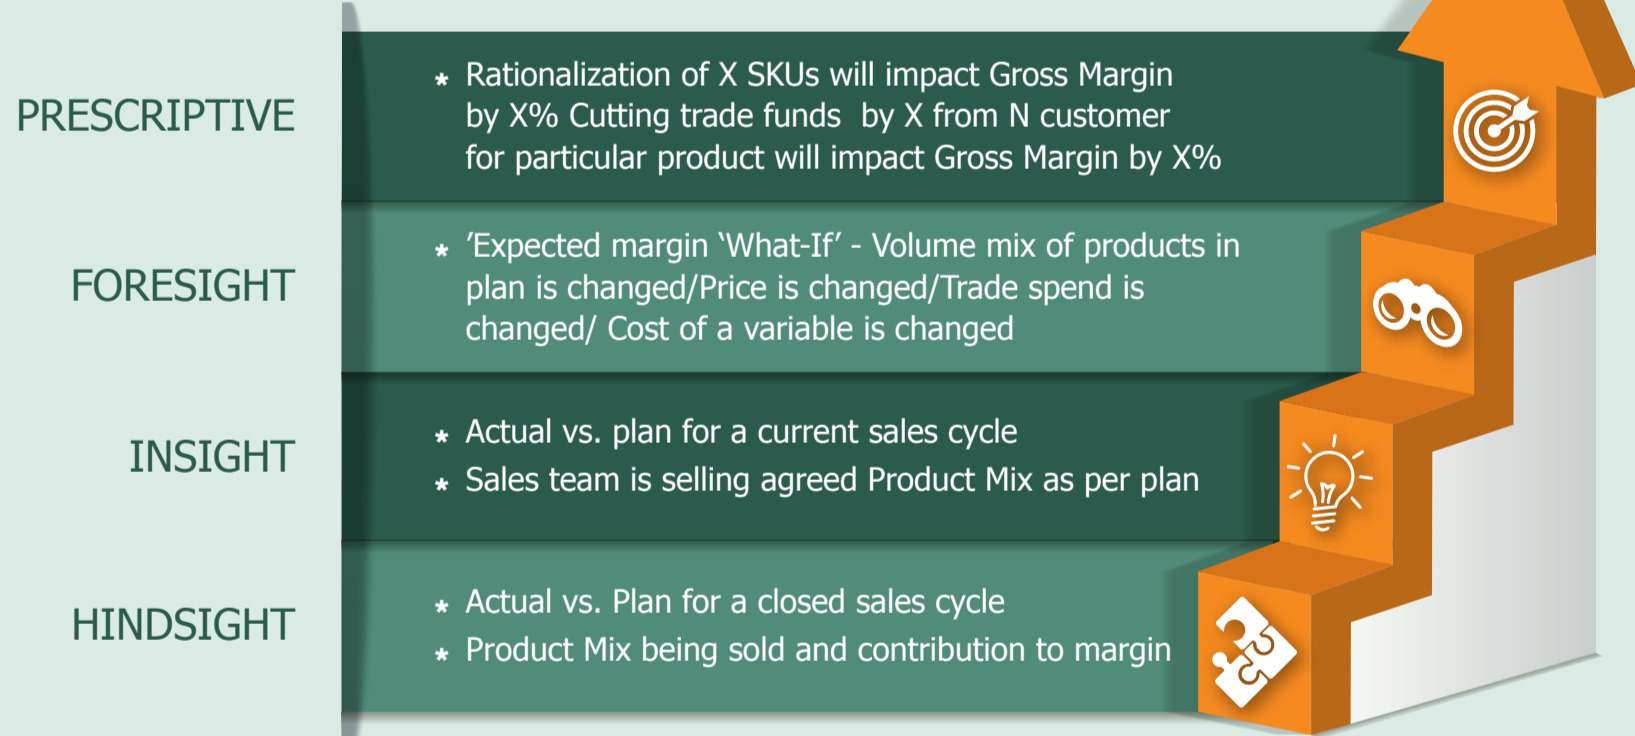 PRESCRIPTIVE
* Rationalization of X SKUs will impact Gross Margin
by X% Cutting trade funds  by X from N customer
for particular product will impact Gross Margin by X%
FORESIGHT
* ’Expected margin ‘What-If’ - Volume mix of products in
plan is changed/Price is changed/Trade spend is
changed/ Cost of a variable is changed
INSIGHT
* Actual vs. plan for a current sales cycle
* Sales team is selling agreed Product Mix as per plan
HINDSIGHT
* Actual vs. Plan for a closed sales cycle
* Product Mix being sold and contribution to margin